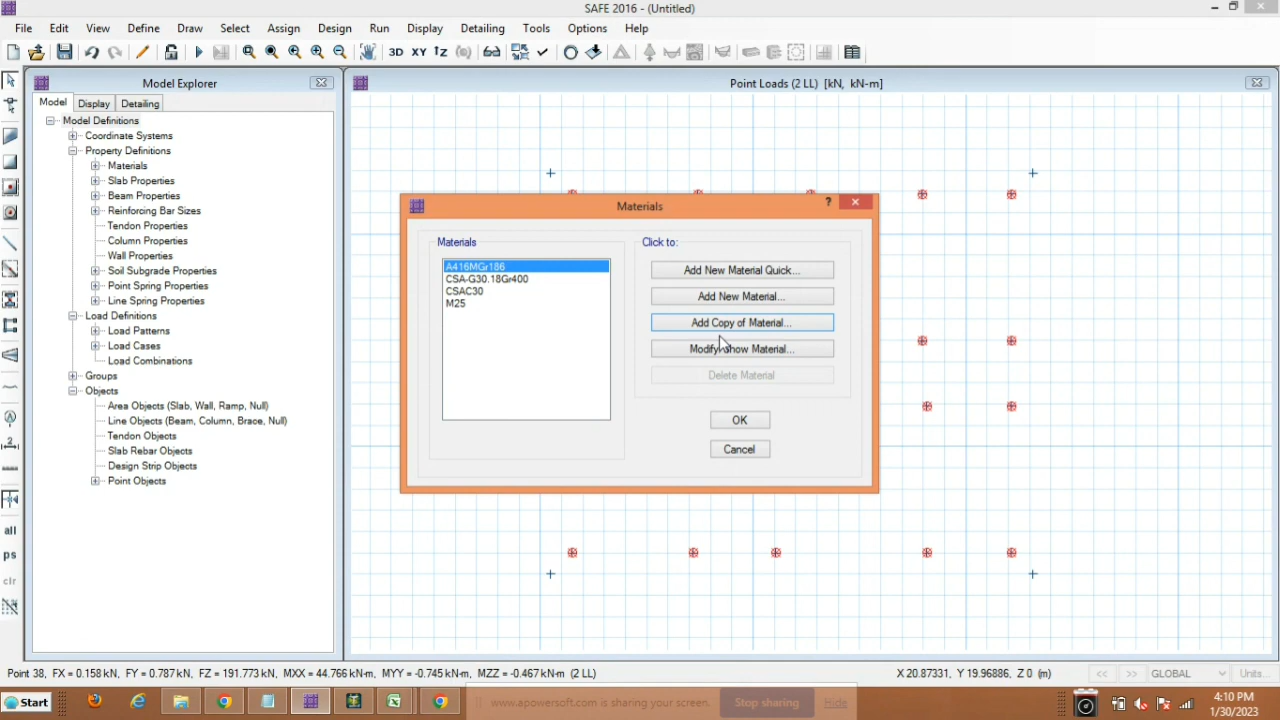 SAFE 2016 - (Untitled)
File Edit View Define Draw Select Assign Design Run Display Detailing Tools Options Help
3D XY
Model Explorer
Point Loads (2 LL) [kN, kN-m]
Model Display Detailing
Model Definitions
Coordinate Systems
Property Definitions
Materials
Slab Properties
Beam Properties
Reinforcing Bar Sizes
Tendon Properties
Column Properties
Wall Properties
Soil Subgrade Properties
Point Spring Properties
Line Spring Properties
Load Definitions
Load Patterns
Load Cases
Load Combinations
Groups
Objects
Area Objects (Slab, Wall, Ramp, Null)
Line Objects (Beam, Column, Brace, Null)
Tendon Objects
Slab Rebar Objects
Design Strip Objects
Point Objects
all
ps
clr
Materials
?
Materials
A416MGr186
CSA-G30.18Gr400
CSAC30
M25
Click to:
Add New Material Quick...
Add New Material...
Add Copy of Material...
Modify/Show Material...
Delete Material
OK
Cancel
Point 38, FX = 0.158 kN, FY = 0.787 kN, FZ = 191.773 kN, MXX = 44.766 kN-m, MYY = -0.745 kN-m, MZZ = -0.467 kN-m (2 LL)
X 20.87331, Y 19.96886, Z 0 (m)
<< >> GLOBAL Units...
Start
www.apowersoft.com is sharing your screen.
Stop sharing
Hide
4:10 PM
1/30/2023